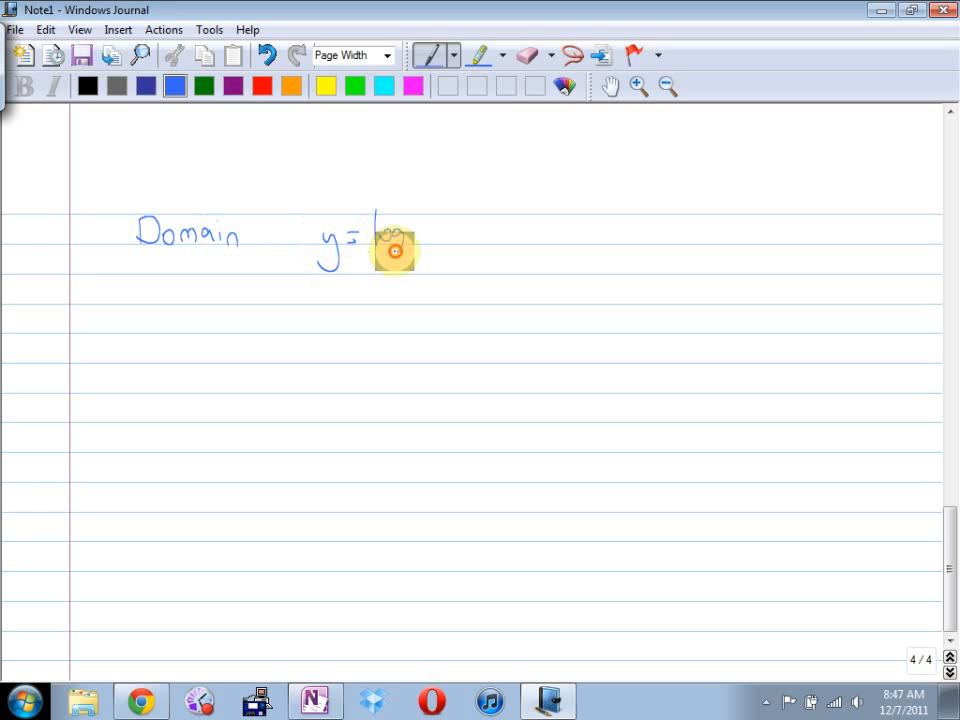 Note1 - Windows Journal
File Edit View Insert Actions Tools Help
Page Width
B I
Domain y = log
4 / 4
8:47 AM
12/7/2011